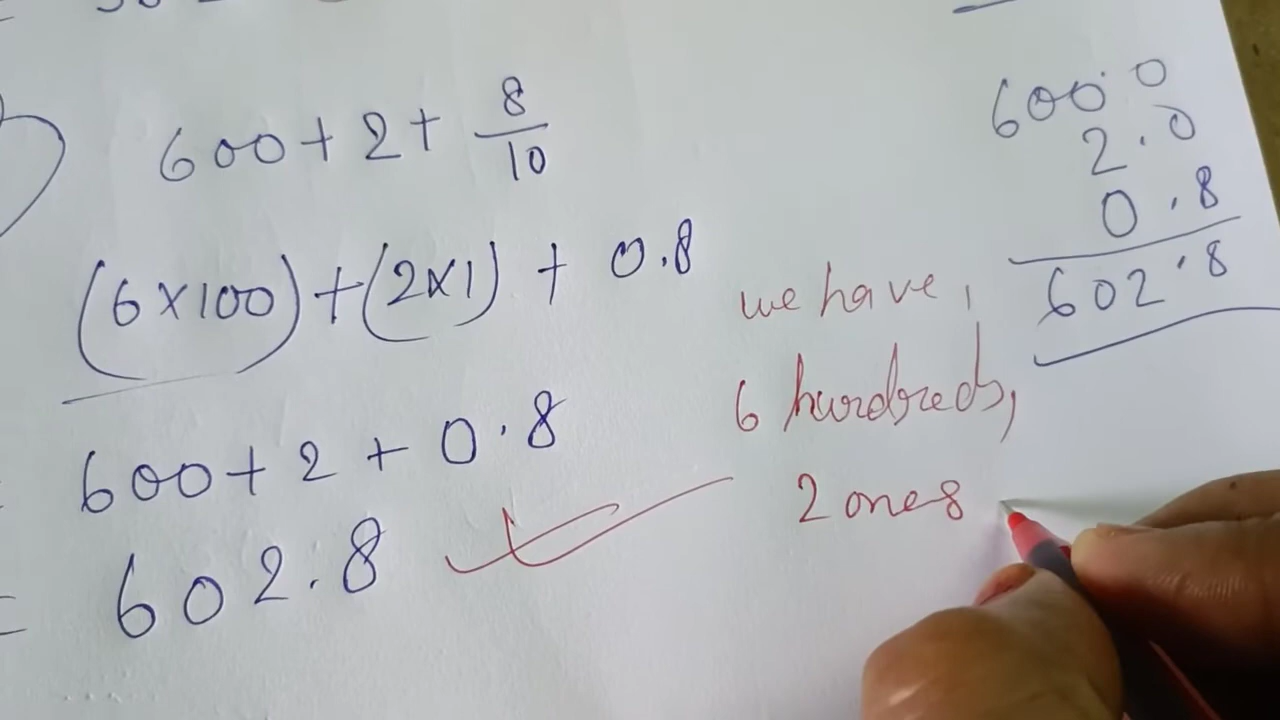 600 + 2 + 8/10
(6 × 100) + (2 × 1) + 0.8
= 600 + 2 + 0.8
= 602.8
600.0
2.0
0.8
602.8
we have,
6 hundreds,
2 ones